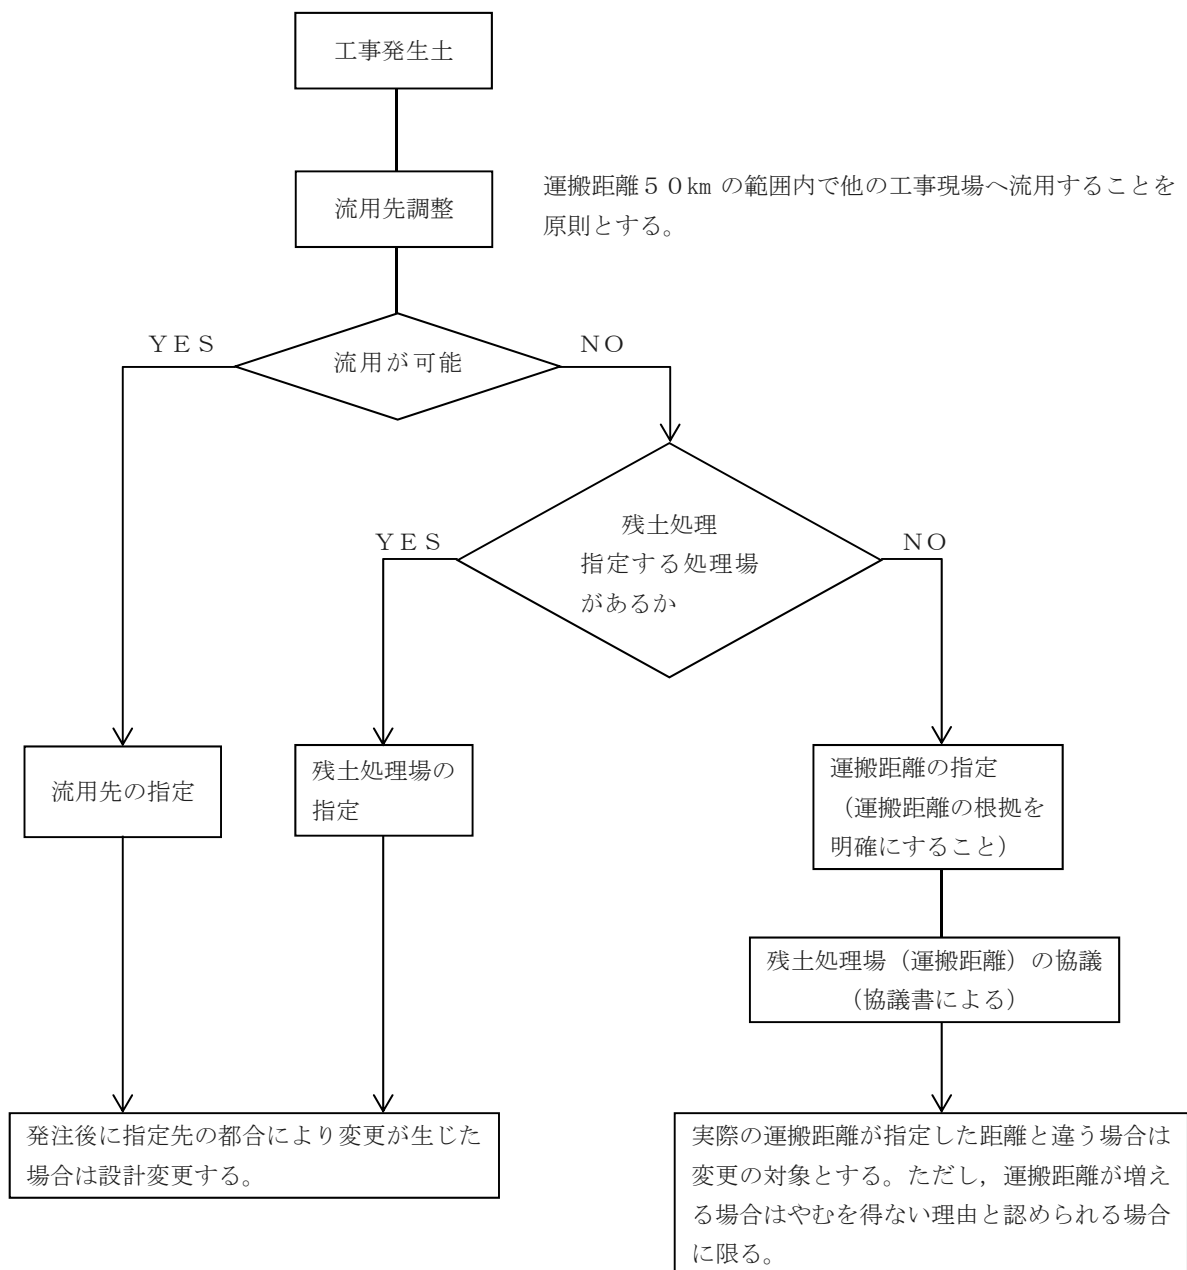 工事発生土
流用先調整
運搬距離５０㎞の範囲内で他の工事現場へ流用することを
原則とする。
ＹＥＳ
流用が可能
ＮＯ
残土処理
指定する処理場
があるか
ＹＥＳ
ＮＯ
流用先の指定
残土処理場の
指定
運搬距離の指定
（運搬距離の根拠を
明確にすること）
残土処理場（運搬距離）の協議
（協議書による）
発注後に指定先の都合により変更が生じた
場合は設計変更する。
実際の運搬距離が指定した距離と違う場合は
変更の対象とする。ただし，運搬距離が増え
る場合はやむを得ない理由と認められる場合
に限る。